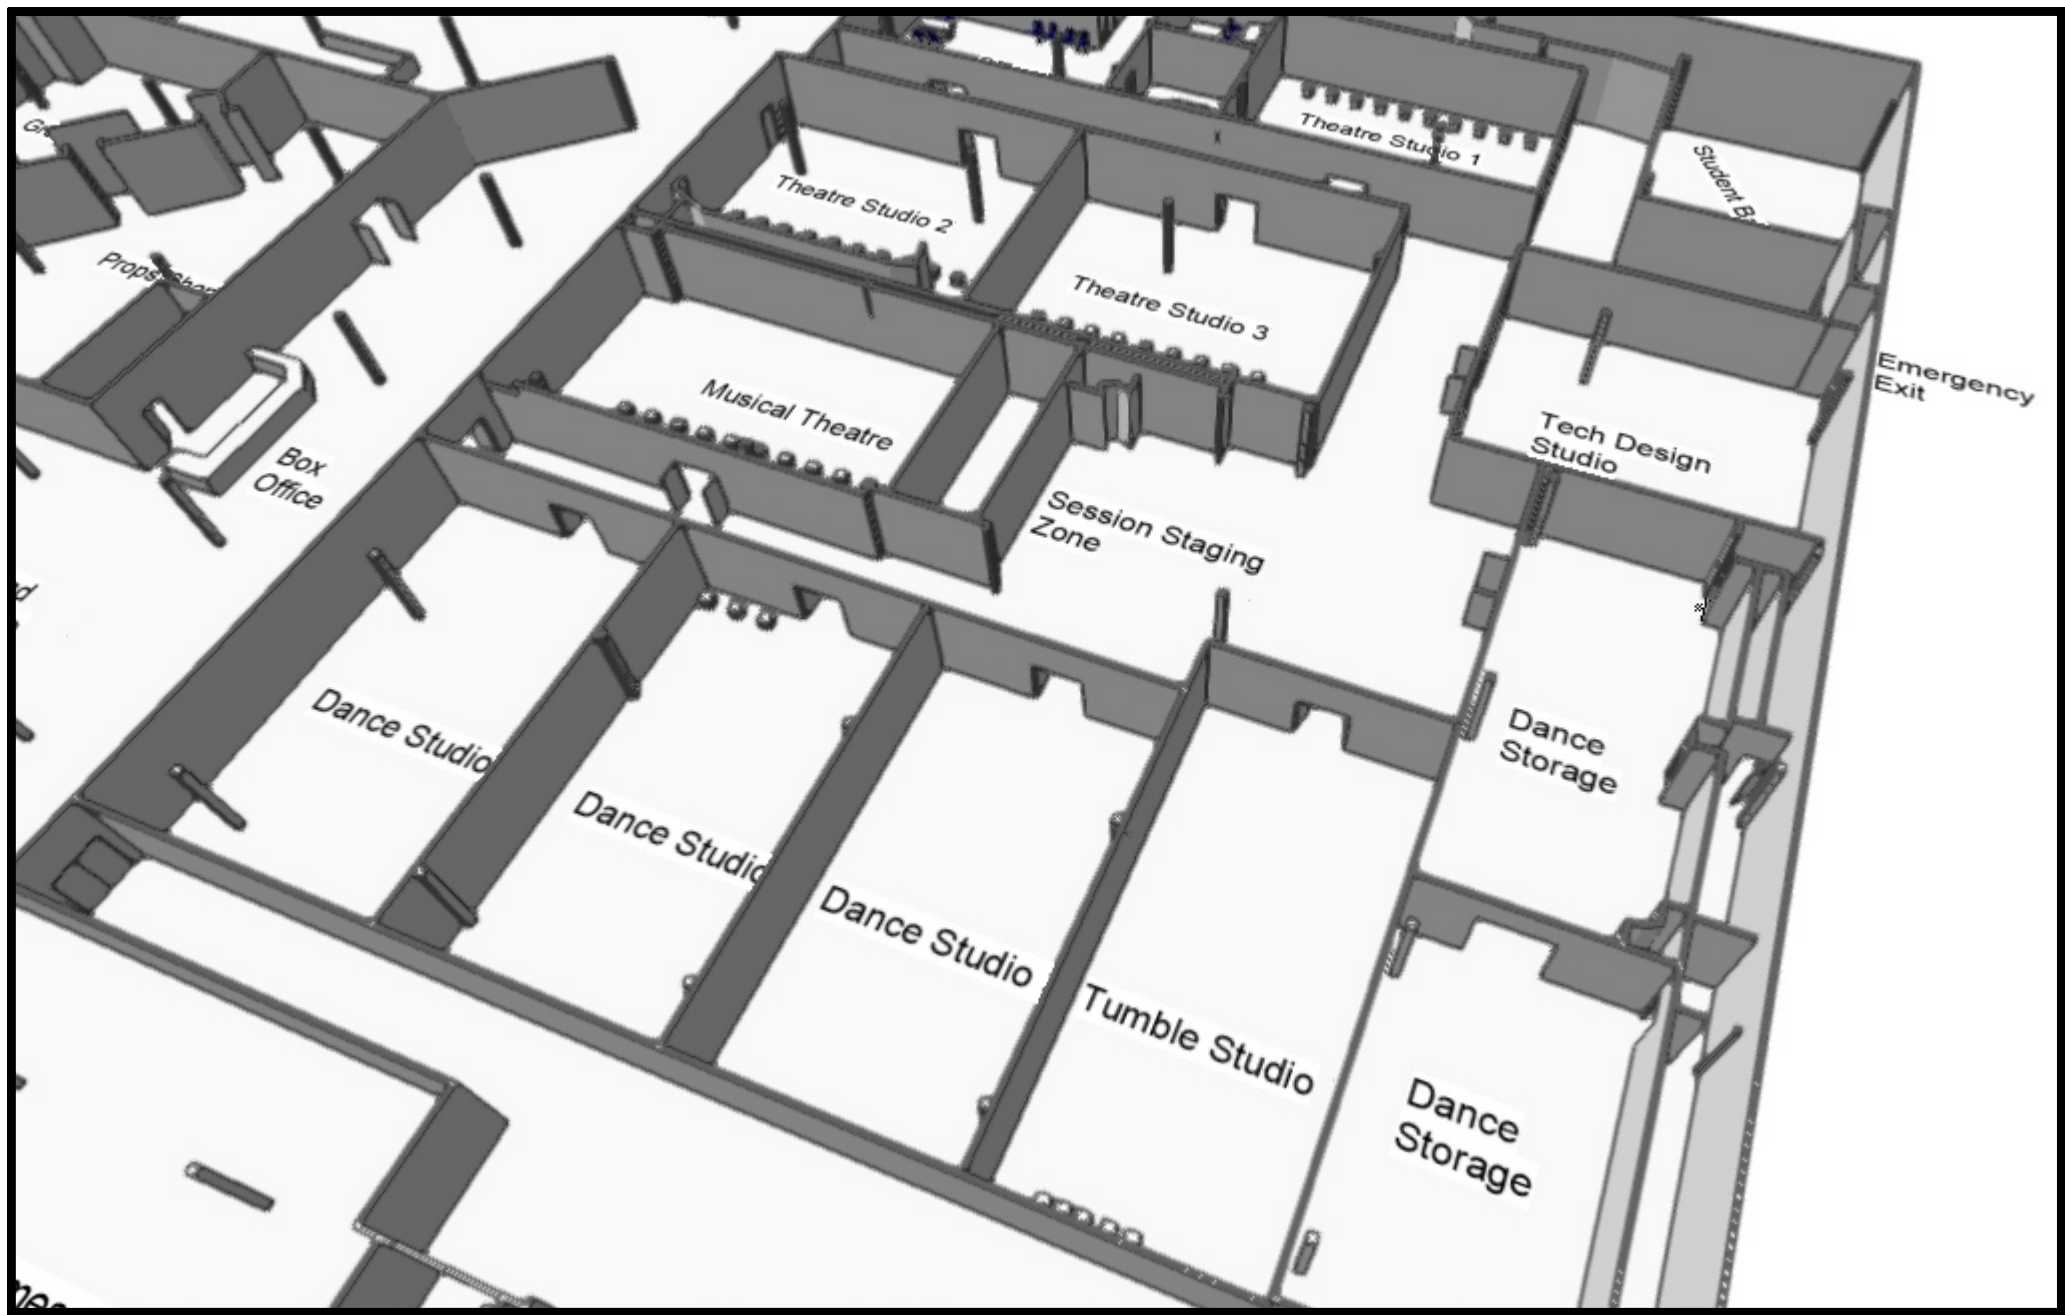 Theatre Studio 1
Student
Theatre Studio 2
Props
Theatre Studio 3
Emergency
Exit
Musical Theatre
Tech Design
Studio
Box
Office
Session Staging
Zone
Dance Studio
Dance
Storage
Dance Studio
Dance Studio
Tumble Studio
Dance
Storage